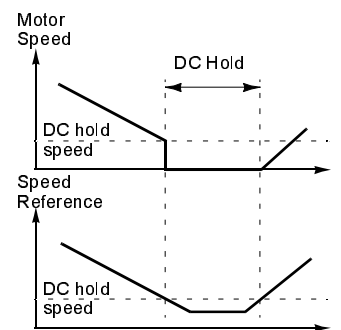 Motor
Speed
DC Hold
DC hold
speed
Speed
Reference
DC hold
speed